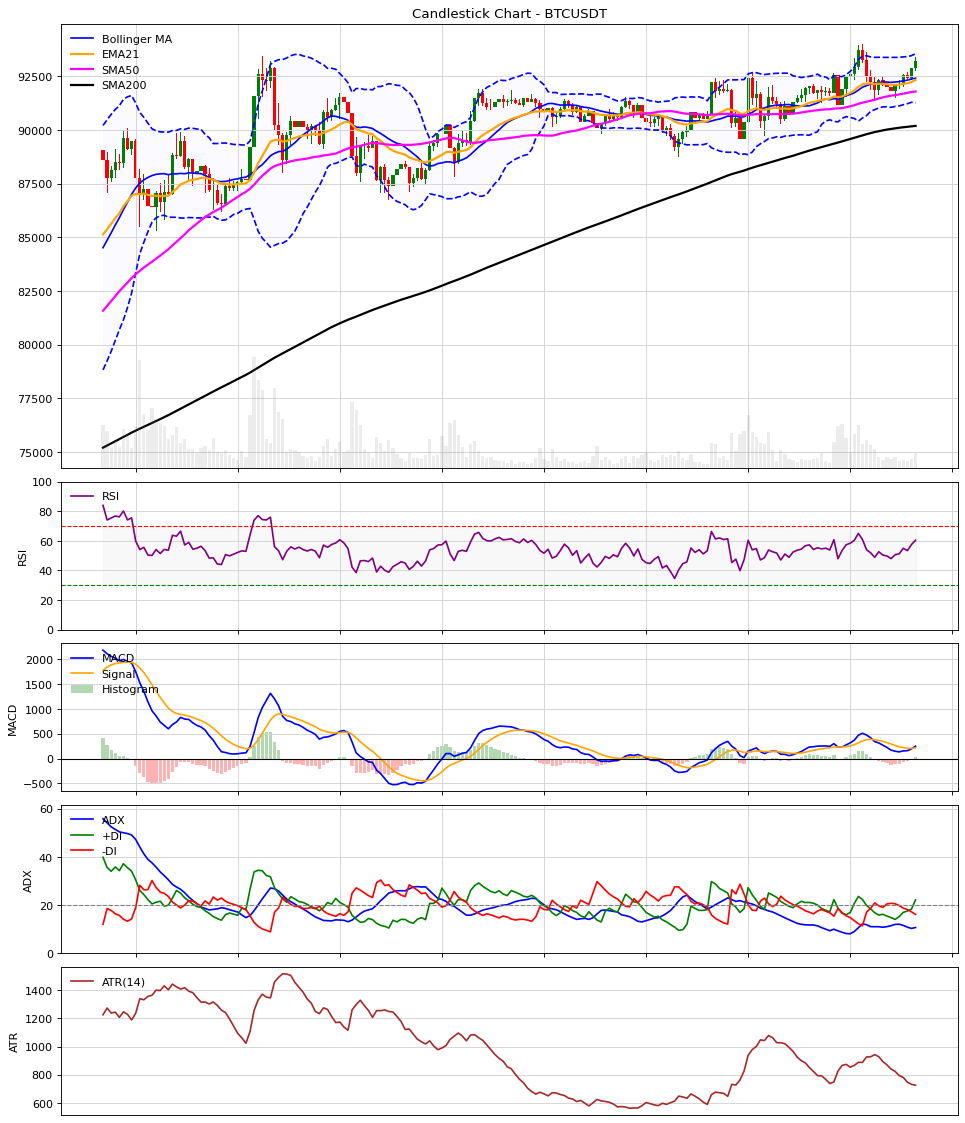 Candlestick Chart - BTCUSDT
Bollinger MA
EMA21
SMA50
SMA200
92500
90000
87500
85000
82500
80000
77500
75000
RSI
100
80
60
40
20
0
RSI
MACD
Signal
Histogram
2000
1500
1000
500
0
−500
MACD
ADX
+DI
-DI
60
40
20
0
ADX
ATR(14)
1400
1200
1000
800
600
ATR